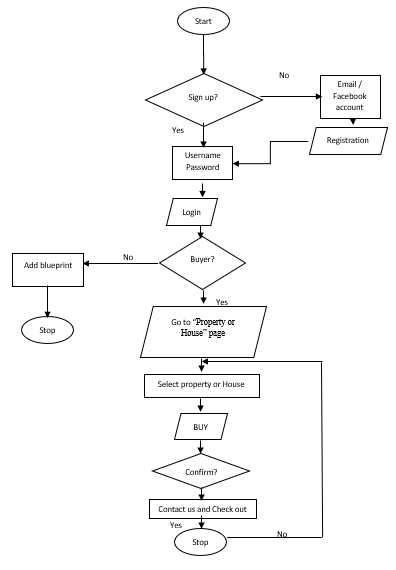 Start
No
Sign up?
Email /
Facebook
account
Yes
Registration
Username
Password
Login
Buyer?
No
Add blueprint
Yes
Go to “Property or
House” page
Stop
Select property or House
BUY
Confirm?
Contact us and Check out
Yes
No
Stop